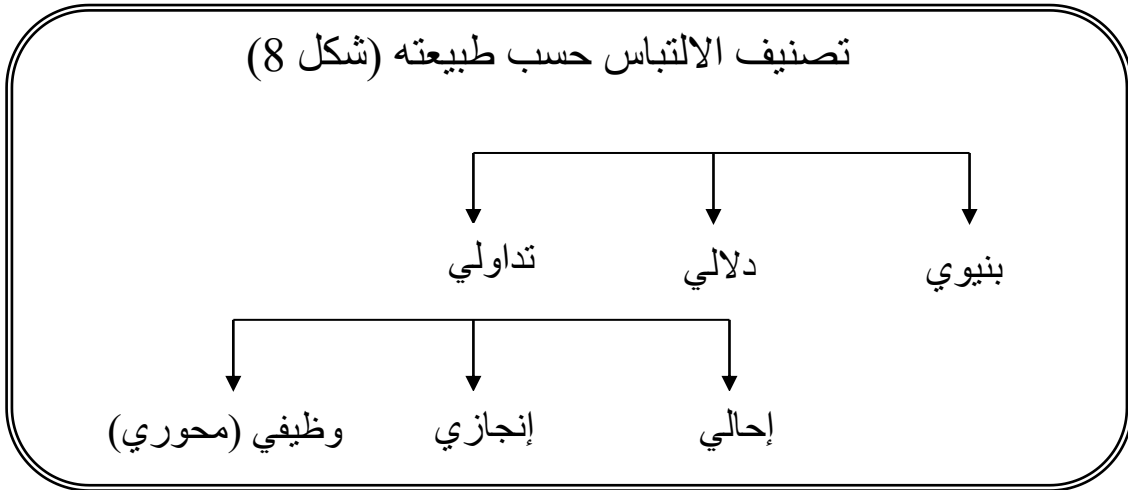 تصنيف الالتباس حسب طبيعته (شكل 8)
بنيوي دلالي تداولي
إحالي إنجازي وظيفي (محوري)